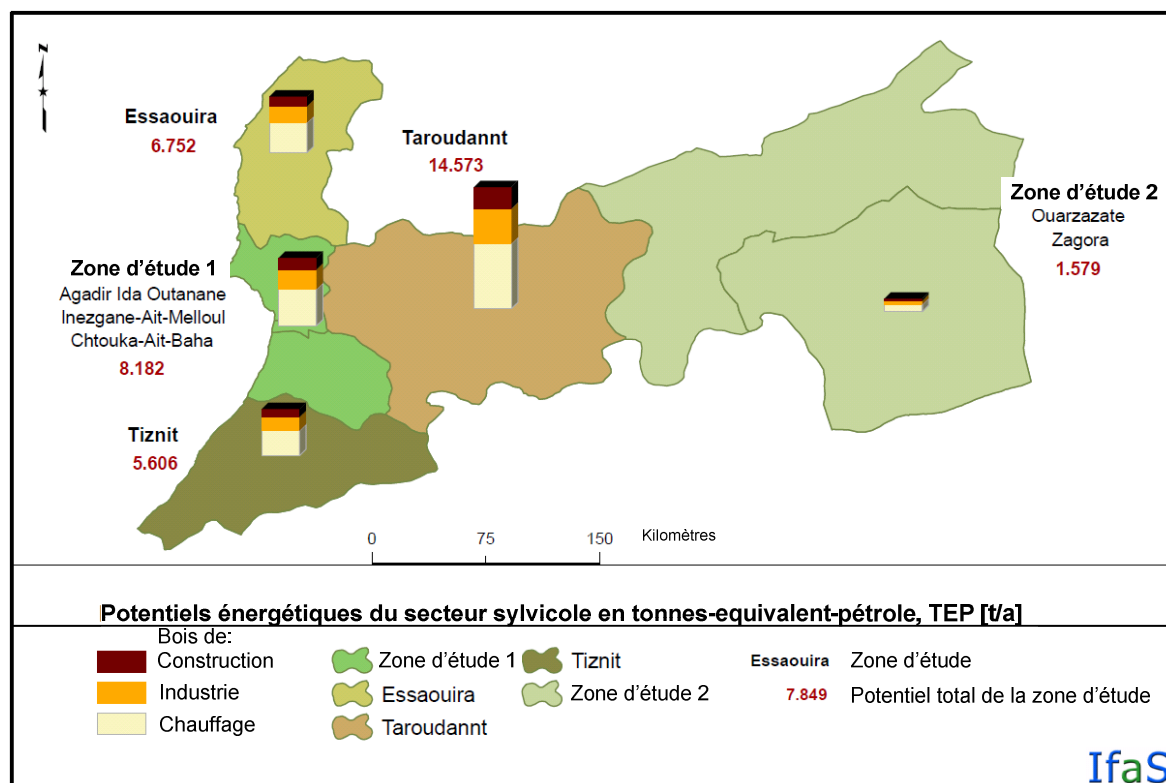 N
Essaouira
6.752
Taroudannt
14.573
Zone d'étude 2
Ouarzazate
Zagora
1.579
Zone d'étude 1
Agadir Ida Outanane
Inezgane-Ait-Melloul
Chtouka-Ait-Baha
8.182
Tiznit
5.606
0 75 150 Kilomètres
Potentiels énergétiques du secteur sylvicole en tonnes-equivalent-pétrole, TEP [t/a]
Bois de:
Construction
Industrie
Chauffage
Zone d'étude 1
Essaouira
Taroudannt
Tiznit
Zone d'étude 2
Essaouira Zone d'étude
7.849 Potentiel total de la zone d'étude
IfaS